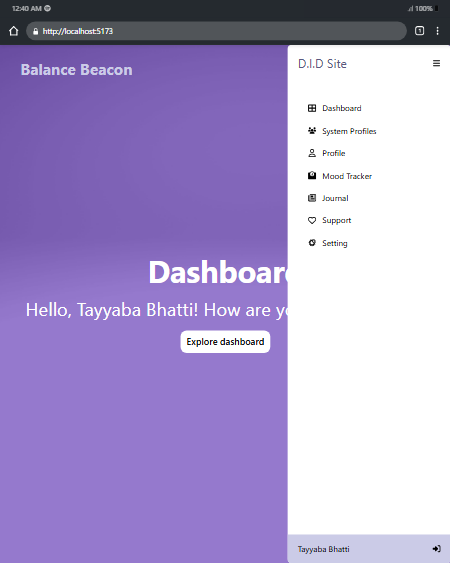 12:40 AM
100%
http://localhost:5173
1
Balance Beacon
D.I.D Site
Dashboard
System Profiles
Profile
Mood Tracker
Journal
Support
Setting
Dashboar
Hello, Tayyaba Bhatti! How are yo
Explore dashboard
Tayyaba Bhatti